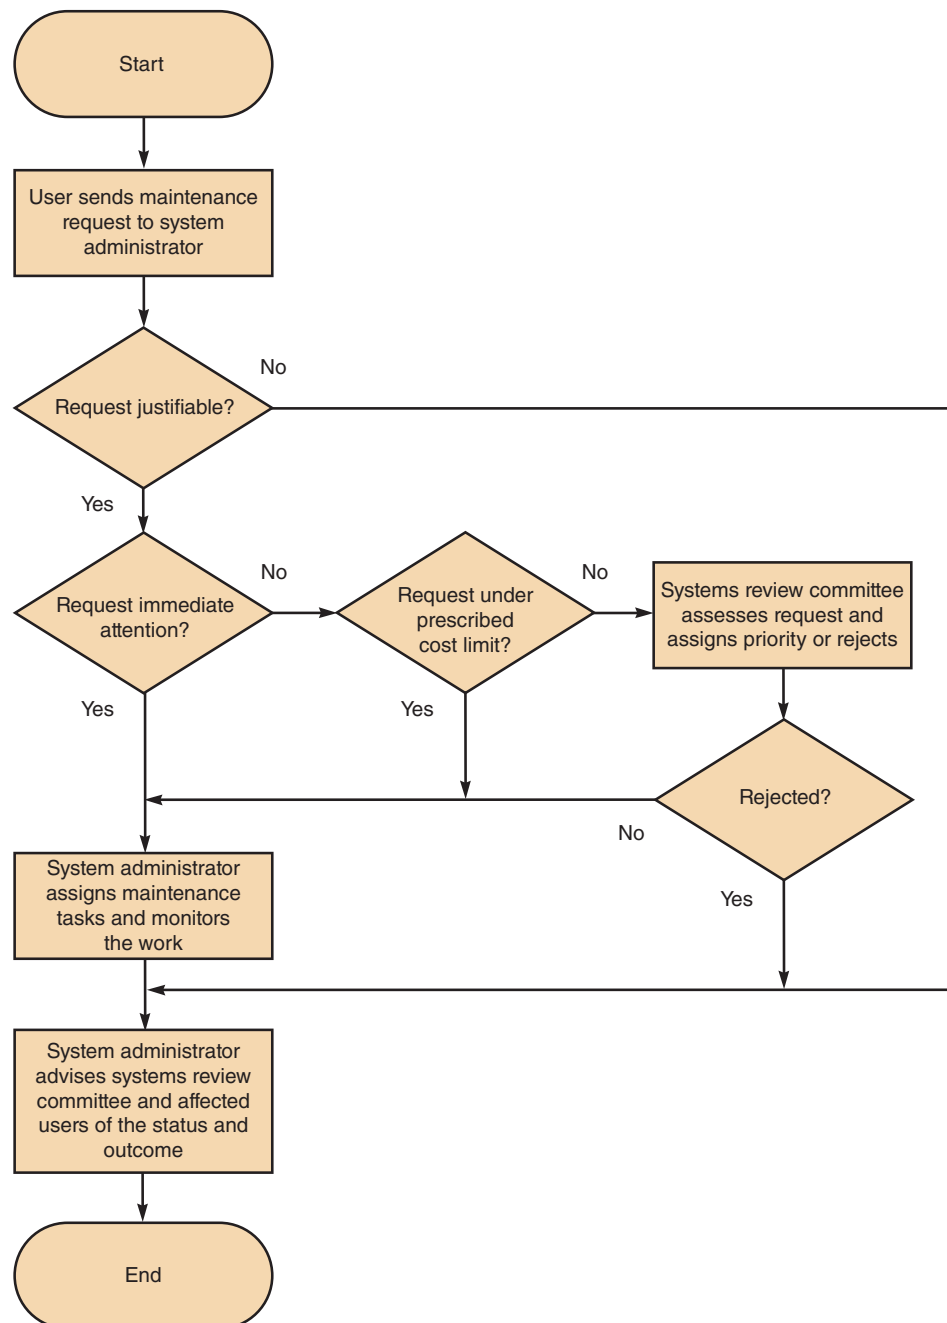 Start
User sends maintenance
request to system
administrator
No
Request justifiable?
Yes
Request immediate
attention?
No
Request under
prescribed
cost limit?
No
Systems review committee
assesses request and
assigns priority or rejects
Yes
Yes
Rejected?
No
Yes
System administrator
assigns maintenance
tasks and monitors
the work
System administrator
advises systems review
committee and affected
users of the status and
outcome
End